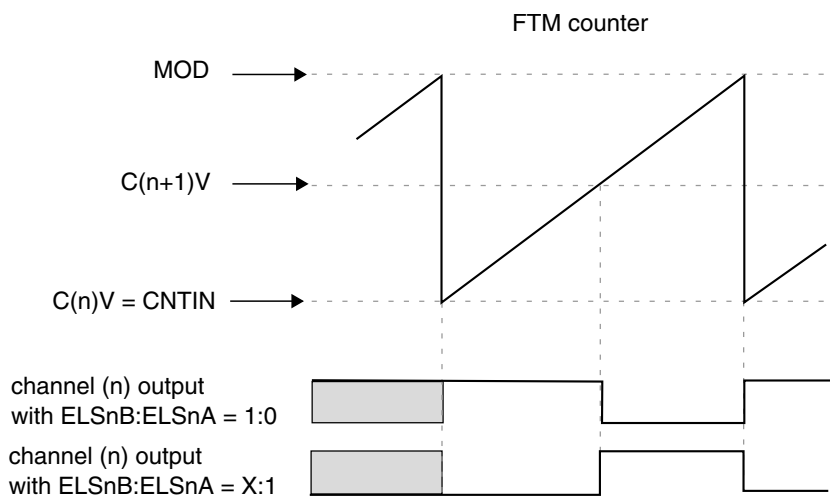 FTM counter
MOD
C(n+1)V
C(n)V = CNTIN
channel (n) output
with ELSnB:ELSnA = 1:0
channel (n) output
with ELSnB:ELSnA = X:1